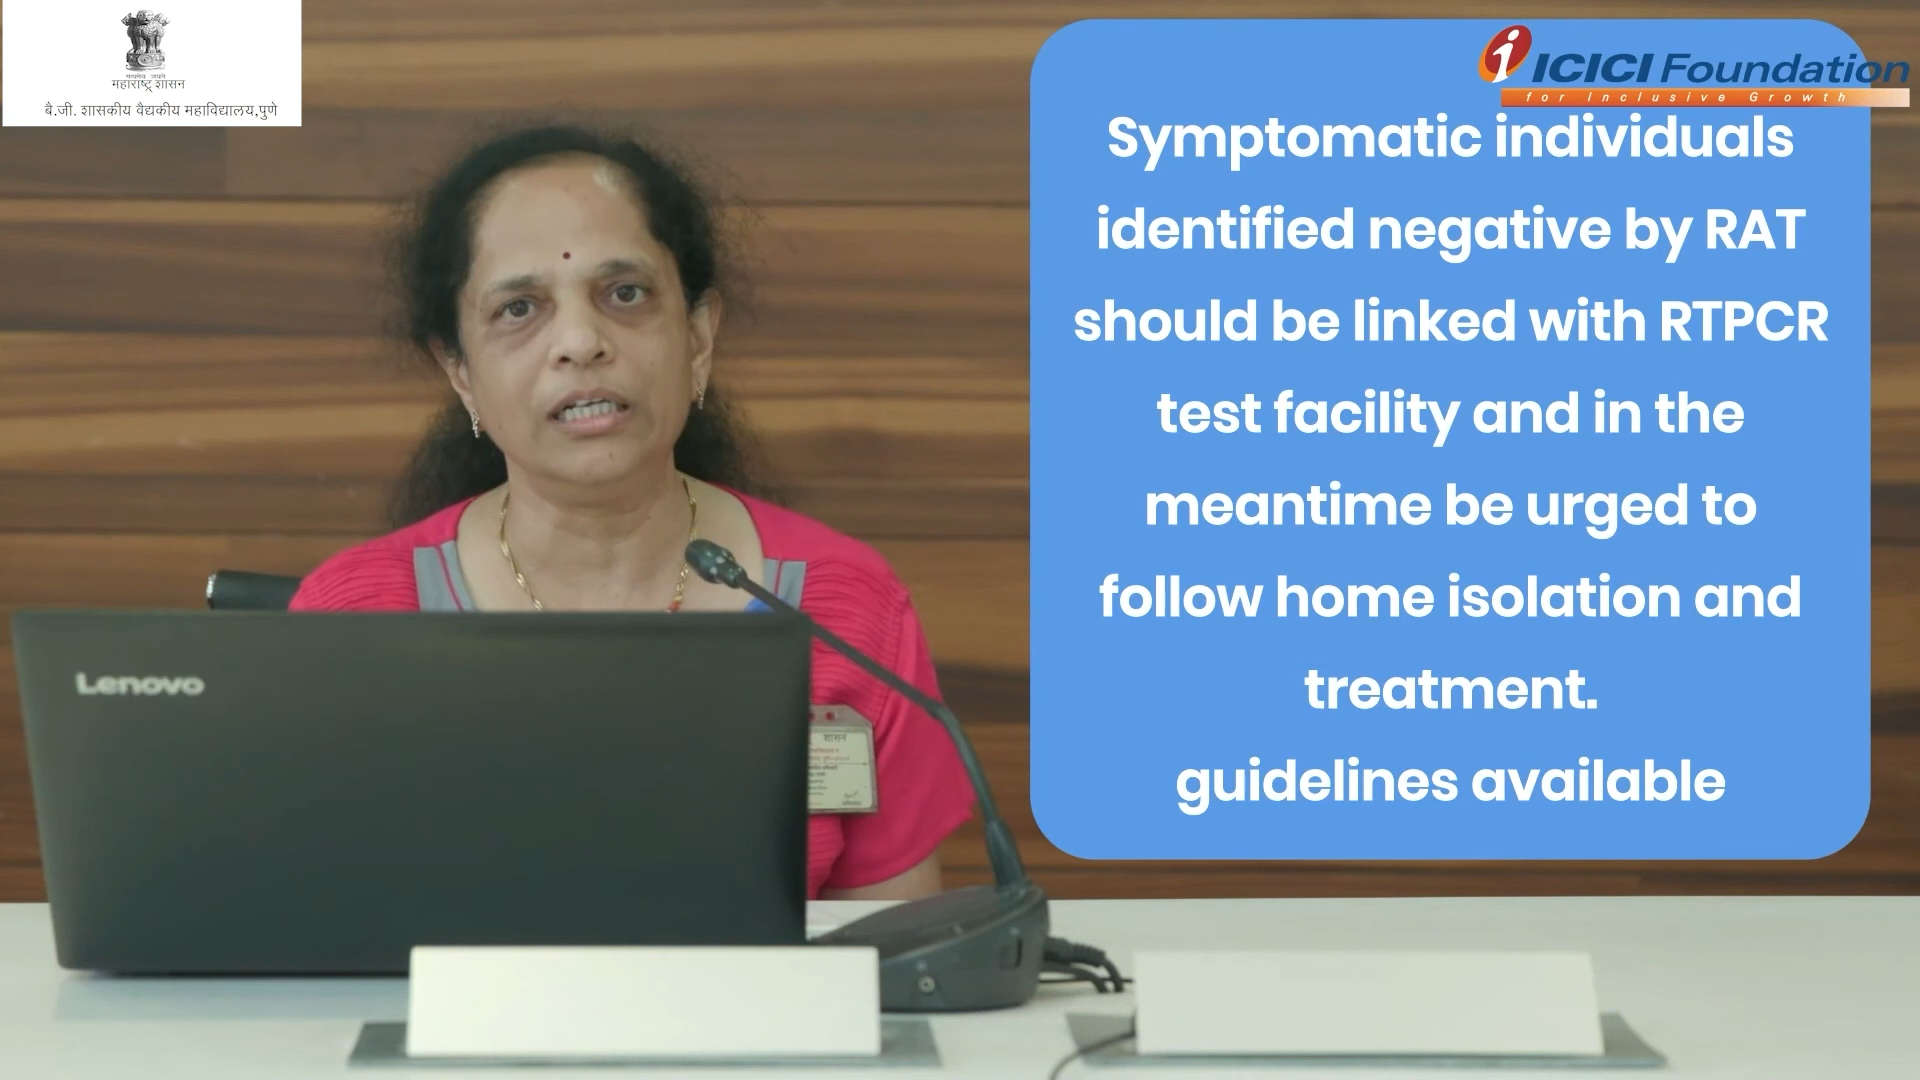 सत्यमेव जयते
महाराष्ट्र शासन
बै.जी. शासकीय वैद्यकीय महाविद्यालय,पुणे
i ICICI Foundation
for Inclusive Growth
Symptomatic individuals
identified negative by RAT
should be linked with RTPCR
test facility and in the
meantime be urged to
follow home isolation and
treatment.
guidelines available
Lenovo
शासन